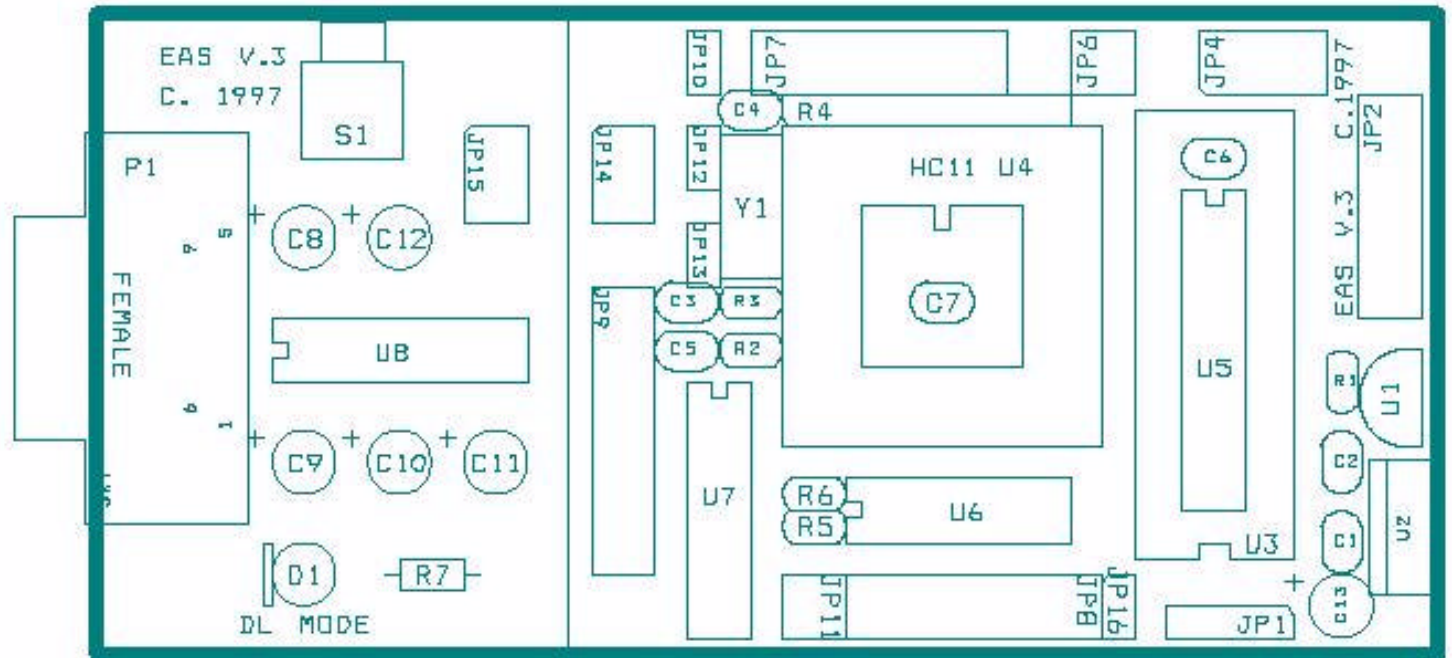 EAS V.3
C. 1997
S1
P1
9
5
FEMALE
6
1
C8
C12
U8
C9
C10
C11
D1
R7
DL MODE
JP15
JP14
JP9
JP10
JP7
JP6
JP4
C4
R4
JP12
Y1
JP13
C3
R3
C5
R2
HC11 U4
C7
C6
U5
U3
EAS V.3 C.1997
JP2
R1
U1
C2
C1
U2
C13
U7
R6
R5
U6
JP11
JP8
JP16
JP1